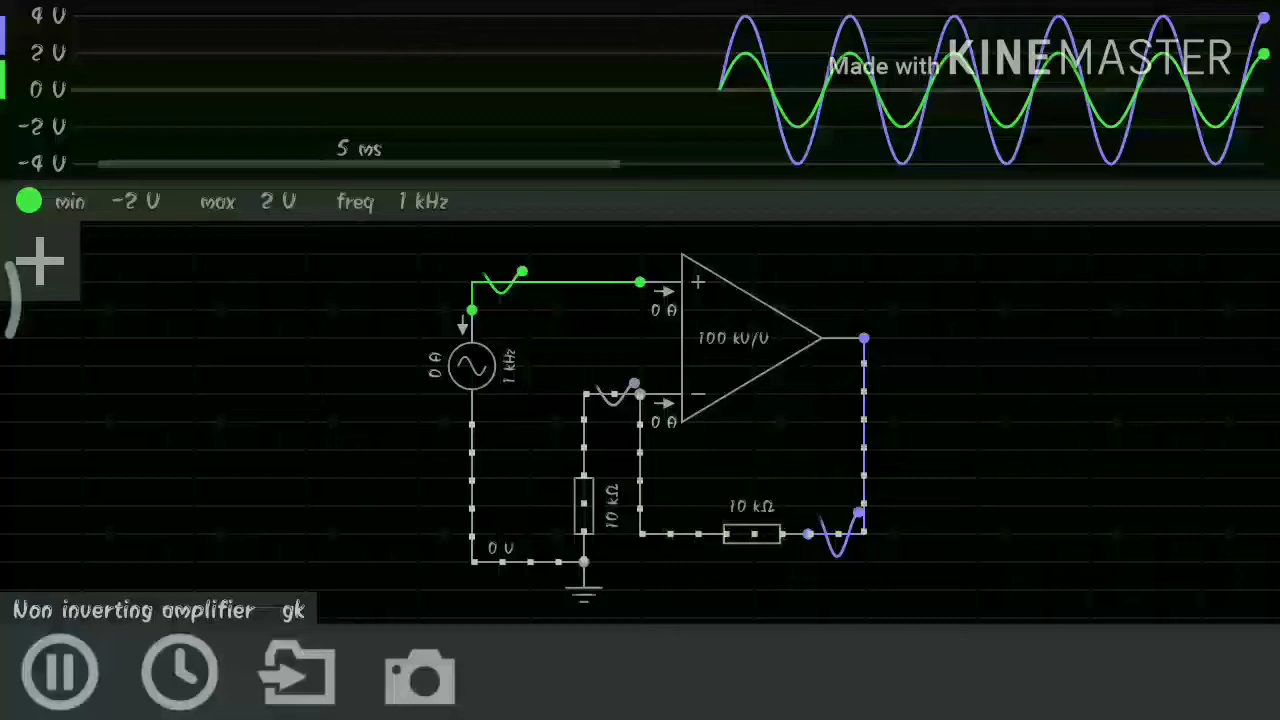 4 V
2 V
0 V
-2 V
-4 V
5 ms
Made with KINEMASTER
min -2 V max 2 V freq 1 kHz
+
0 A
100 kV/V
0 A
1 kHz
−
0 A
10 kΩ
10 kΩ
0 V
Non inverting amplifier gk